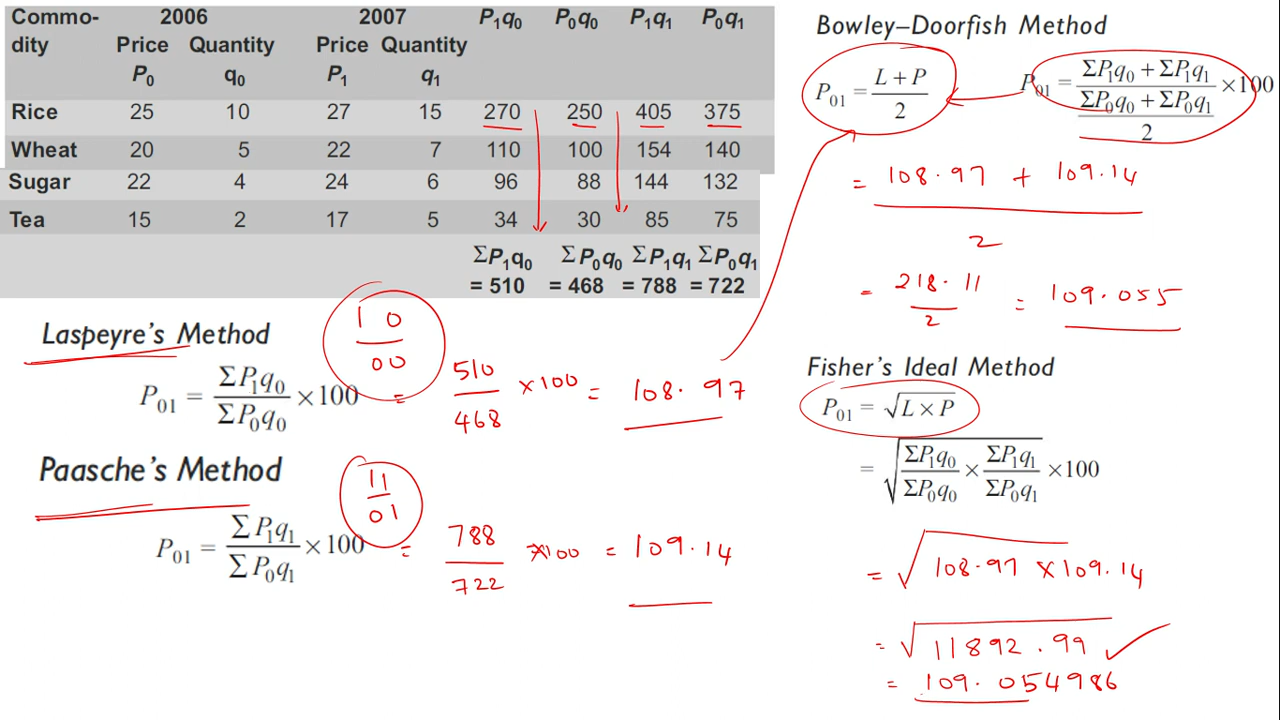 Commo-dity 2006 2007 P₁q₀ P₀q₀ P₁q₁ P₀q₁
Price Quantity Price Quantity
P₀ q₀ P₁ q₁
Rice 25 10 27 15 270 250 405 375
Wheat 20 5 22 7 110 100 154 140
Sugar 22 4 24 6 96 88 144 132
Tea 15 2 17 5 34 30 85 75
ΣP₁q₀ ΣP₀q₀ ΣP₁q₁ ΣP₀q₁
= 510 = 468 = 788 = 722
Laspeyre's Method
1 0
00
P₀₁ = ΣP₁q₀ / ΣP₀q₀ ×100 = 510 / 468 ×100 = 108.97
Paasche's Method
11
01
P₀₁ = ΣP₁q₁ / ΣP₀q₁ ×100 = 788 / 722 ×100 = 109.14
Bowley–Doorfish Method
P₀₁ = L + P / 2
P₀₁ = ΣP₁q₀ + ΣP₁q₁ / ΣP₀q₀ + ΣP₀q₁ / 2 ×100
= 108.97 + 109.14
2
= 218.11 / 2 = 109.055
Fisher's Ideal Method
P₀₁ = √L × P
= √ΣP₁q₀ / ΣP₀q₀ × ΣP₁q₁ / ΣP₀q₁ ×100
= √108.97 × 109.14
= √11892.99
= 109.054986